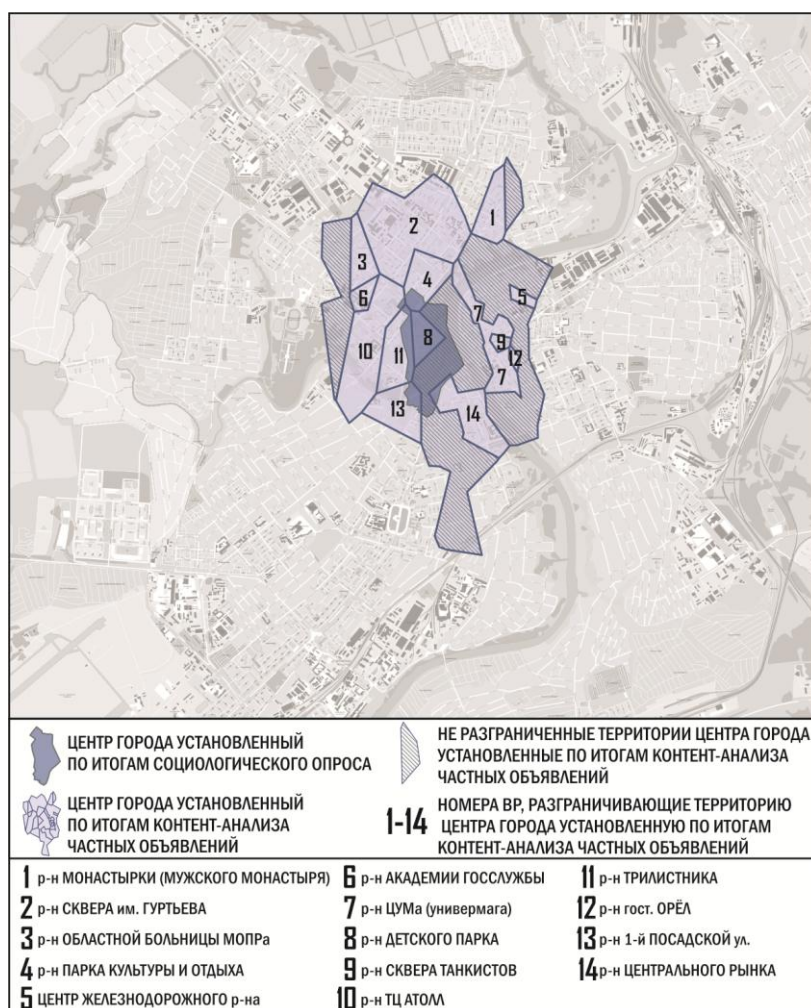 1
2
3
4
5
6
7
8
9
10
11
12
7
13
14
ЦЕНТР ГОРОДА УСТАНОВЛЕННЫЙ
ПО ИТОГАМ СОЦИОЛОГИЧЕСКОГО ОПРОСА
ЦЕНТР ГОРОДА УСТАНОВЛЕННЫЙ
ПО ИТОГАМ КОНТЕНТ-АНАЛИЗА
ЧАСТНЫХ ОБЪЯВЛЕНИЙ
НЕ РАЗГРАНИЧЕННЫЕ ТЕРРИТОРИИ ЦЕНТРА ГОРОДА
УСТАНОВЛЕННЫЕ ПО ИТОГАМ КОНТЕНТ-АНАЛИЗА
ЧАСТНЫХ ОБЪЯВЛЕНИЙ
1-14 НОМЕРА ВР, РАЗГРАНИЧИВАЮЩИЕ ТЕРРИТОРИЮ
ЦЕНТРА ГОРОДА УСТАНОВЛЕННУЮ ПО ИТОГАМ
КОНТЕНТ-АНАЛИЗА ЧАСТНЫХ ОБЪЯВЛЕНИЙ
1 р-н МОНАСТЫРКИ (МУЖСКОГО МОНАСТЫРЯ)
2 р-н СКВЕРА им. ГУРТЬЕВА
3 р-н ОБЛАСТНОЙ БОЛЬНИЦЫ МОПРа
4 р-н ПАРКА КУЛЬТУРЫ И ОТДЫХА
5 ЦЕНТР ЖЕЛЕЗНОДОРОЖНОГО р-на
6 р-н АКАДЕМИИ ГОССЛУЖБЫ
7 р-н ЦУМа (универмага)
8 р-н ДЕТСКОГО ПАРКА
9 р-н СКВЕРА ТАНКИСТОВ
10 р-н ТЦ АТОЛЛ
11 р-н ТРИЛИСТНИКА
12 р-н гост. ОРЁЛ
13 р-н 1-й ПОСАДСКОЙ ул.
14 р-н ЦЕНТРАЛЬНОГО РЫНКА